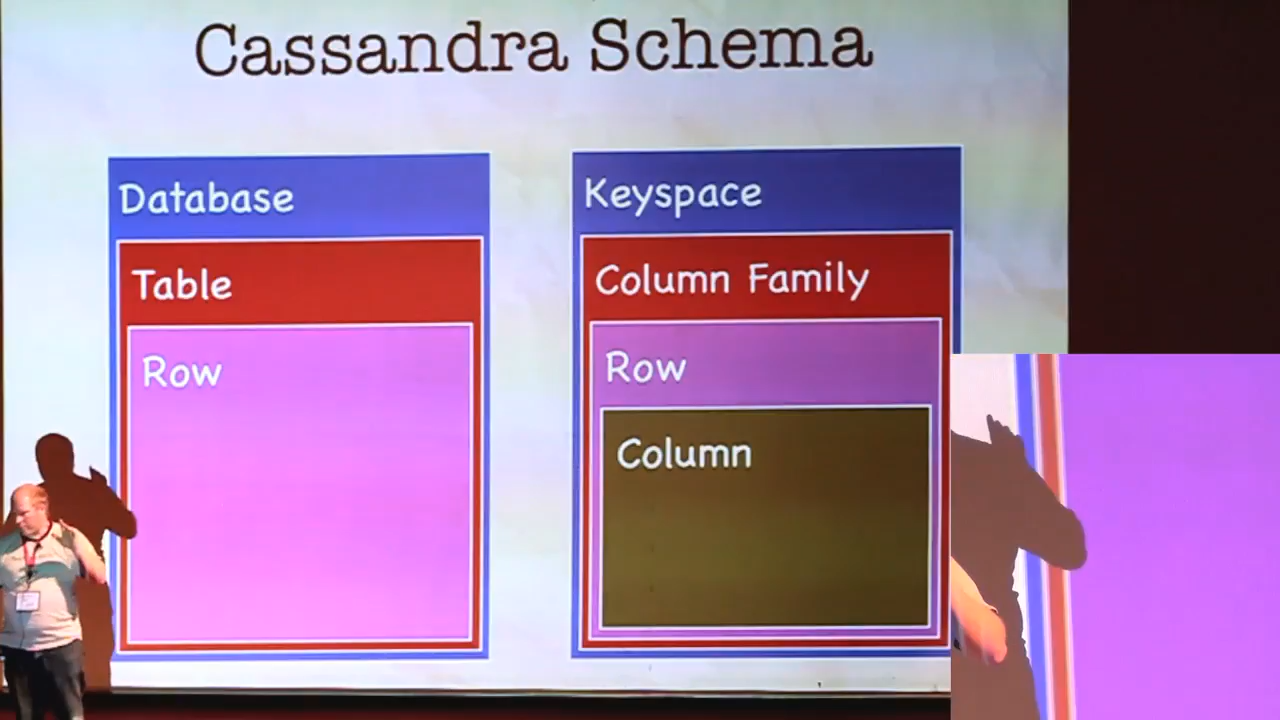 Cassandra Schema
Database
Table
Row
Keyspace
Column Family
Row
Column